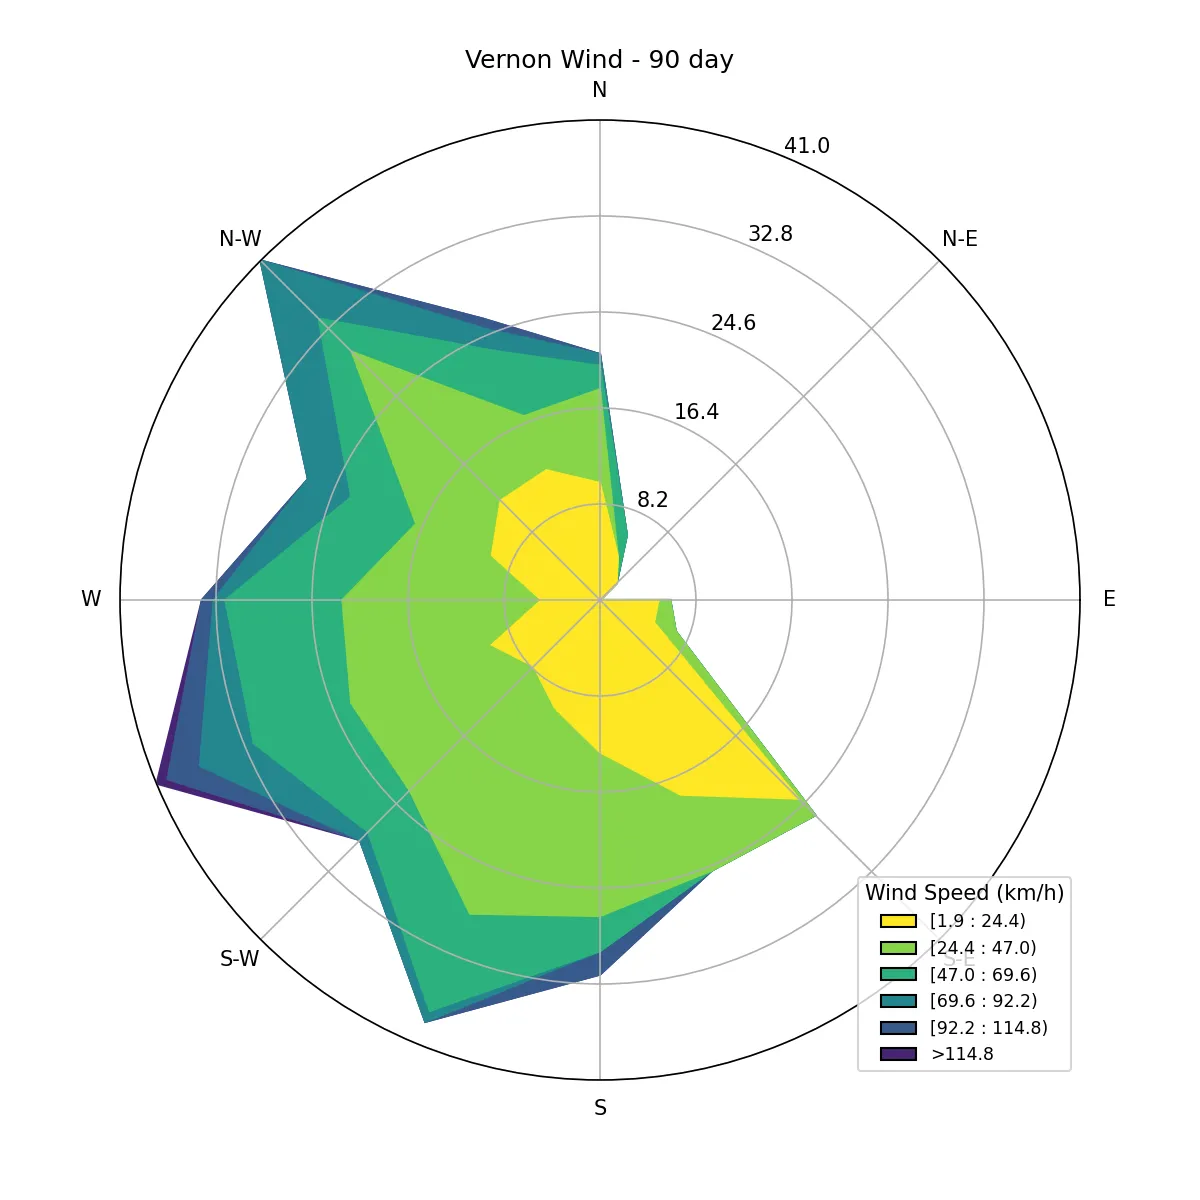 Vernon Wind - 90 day
N
41.0
32.8
N-W
N-E
24.6
16.4
8.2
W
E
Wind Speed (km/h)
[1.9 : 24.4)
[24.4 : 47.0)
S-W
S-E
[47.0 : 69.6)
[69.6 : 92.2)
[92.2 : 114.8)
>114.8
S